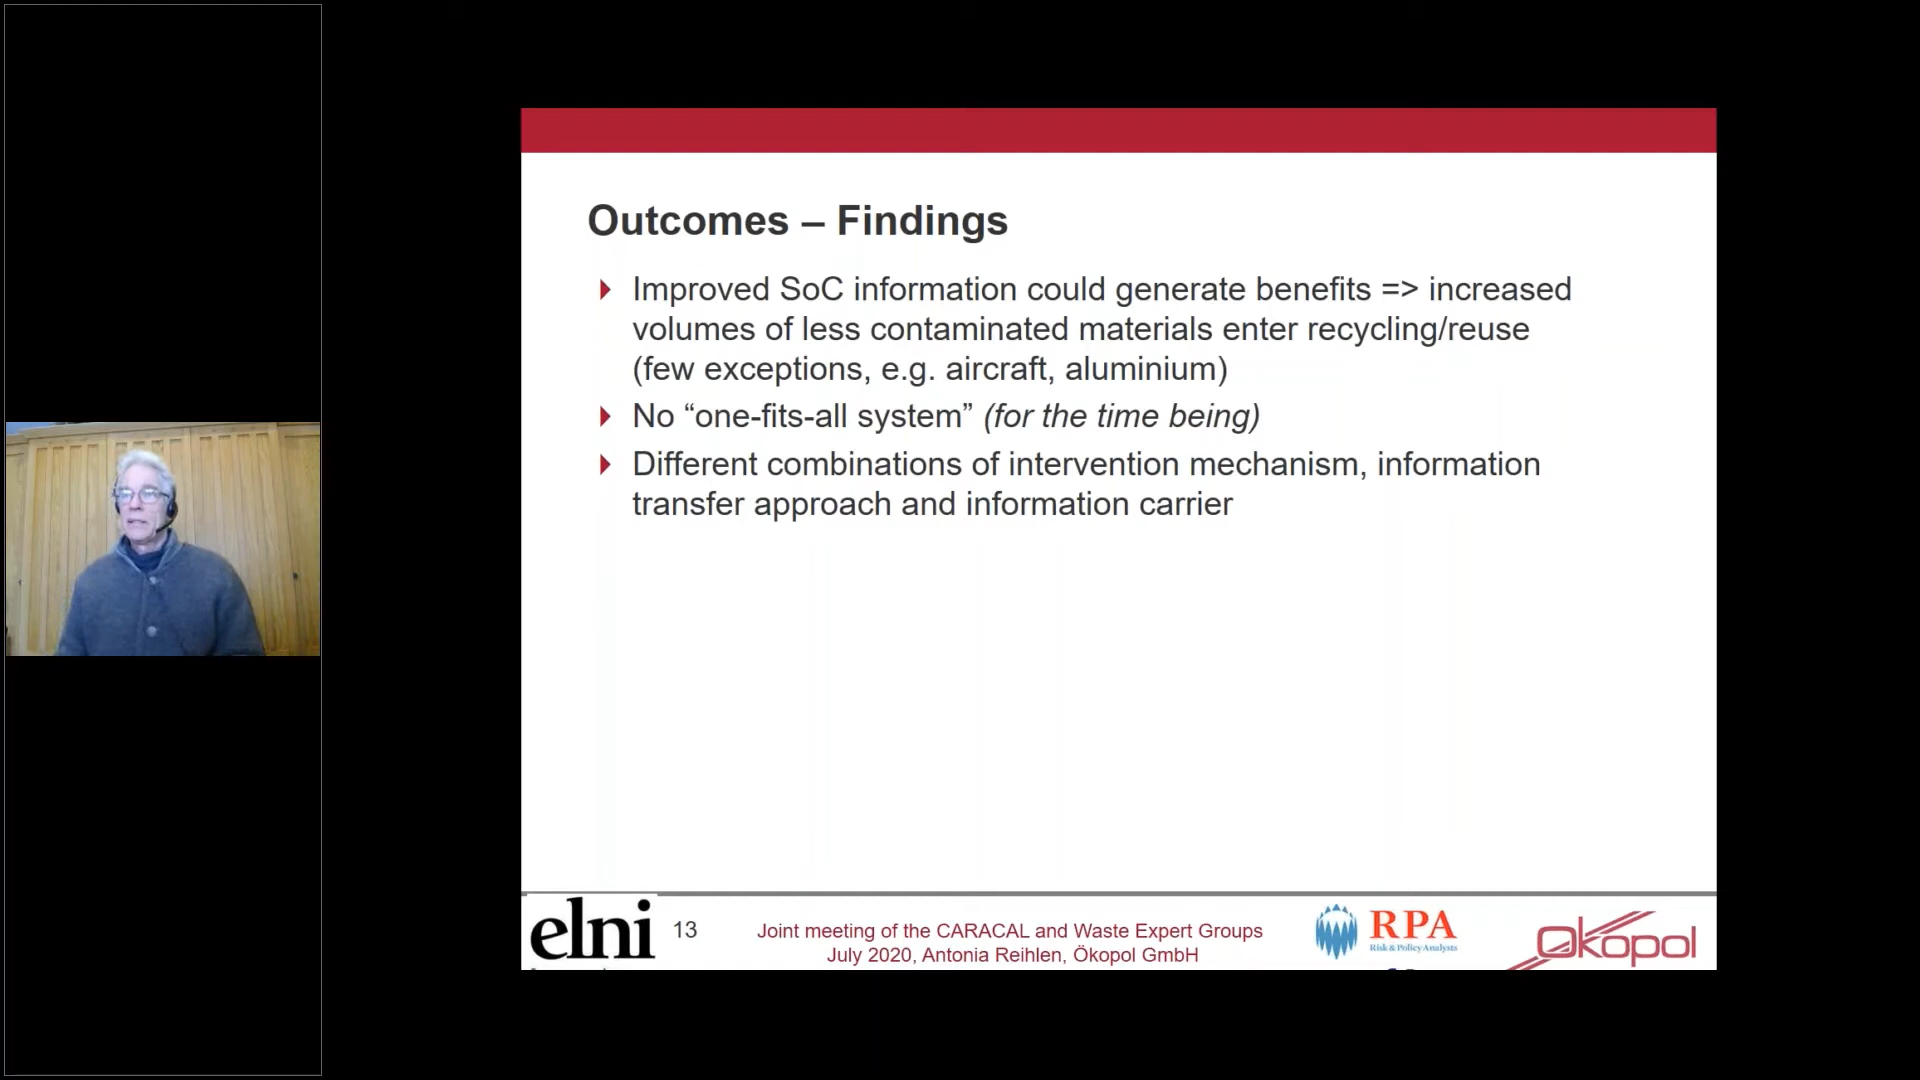 Outcomes – Findings
Improved SoC information could generate benefits => increased
volumes of less contaminated materials enter recycling/reuse
(few exceptions, e.g. aircraft, aluminium)
No “one-fits-all system” (for the time being)
Different combinations of intervention mechanism, information
transfer approach and information carrier
elni
13
Joint meeting of the CARACAL and Waste Expert Groups
July 2020, Antonia Reihlen, Ökopol GmbH
RPA
Risk & Policy Analysts
Ökopol